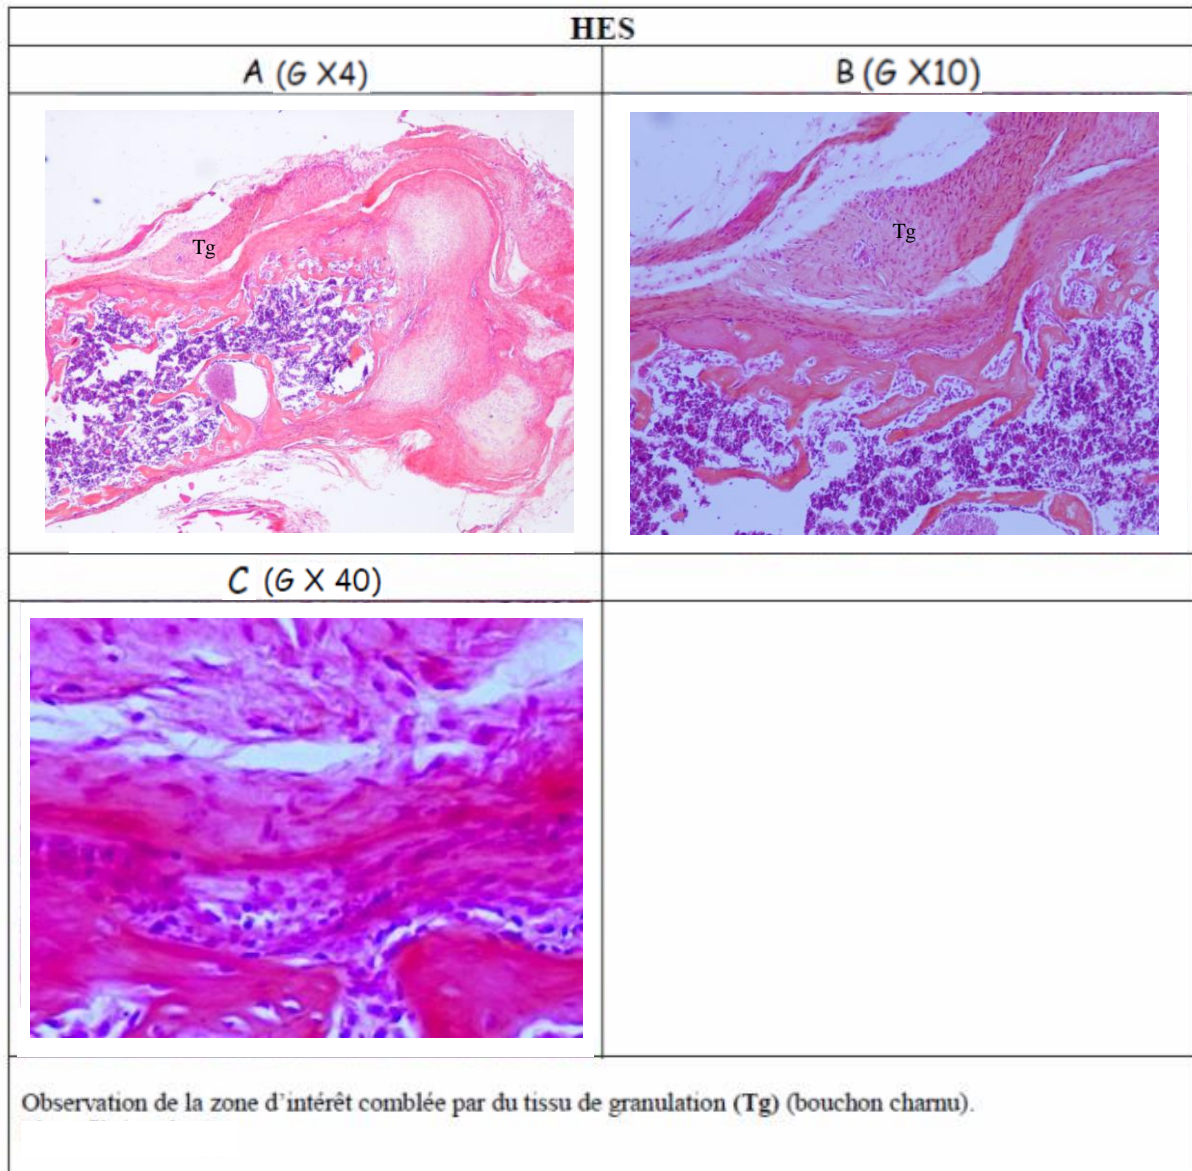 HES
A (G X4)
B (G X10)
Tg
Tg
C (G X 40)
Observation de la zone d'intérêt comblée par du tissu de granulation (Tg) (bouchon charnu).